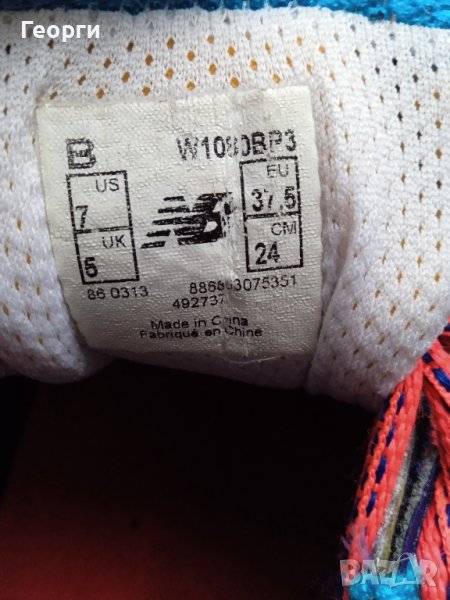 Георги
B W1080BP3
US EU
7 37.5
UK CM
5 24
86 0313
492737
Made in China
Fabriqué en Chine
bazar